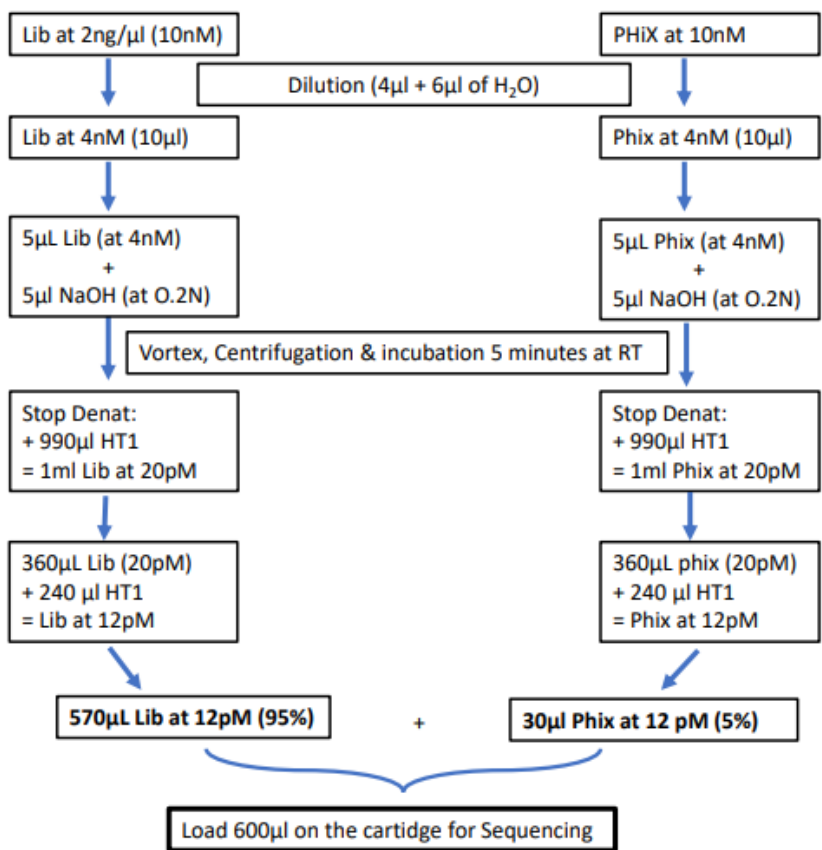 Lib at 2ng/µl (10nM)
PHiX at 10nM
Dilution (4µl + 6µl of H₂O)
Lib at 4nM (10µl)
Phix at 4nM (10µl)
5µL Lib (at 4nM)
+
5µl NaOH (at O.2N)
5µL Phix (at 4nM)
+
5µl NaOH (at O.2N)
Vortex, Centrifugation & incubation 5 minutes at RT
Stop Denat:
+ 990µl HT1
= 1ml Lib at 20pM
Stop Denat:
+ 990µl HT1
= 1ml Phix at 20pM
360µL Lib (20pM)
+ 240 µl HT1
= Lib at 12pM
360µL phix (20pM)
+ 240 µl HT1
= Phix at 12pM
570µL Lib at 12pM (95%)
+
30µl Phix at 12 pM (5%)
Load 600µl on the cartidge for Sequencing